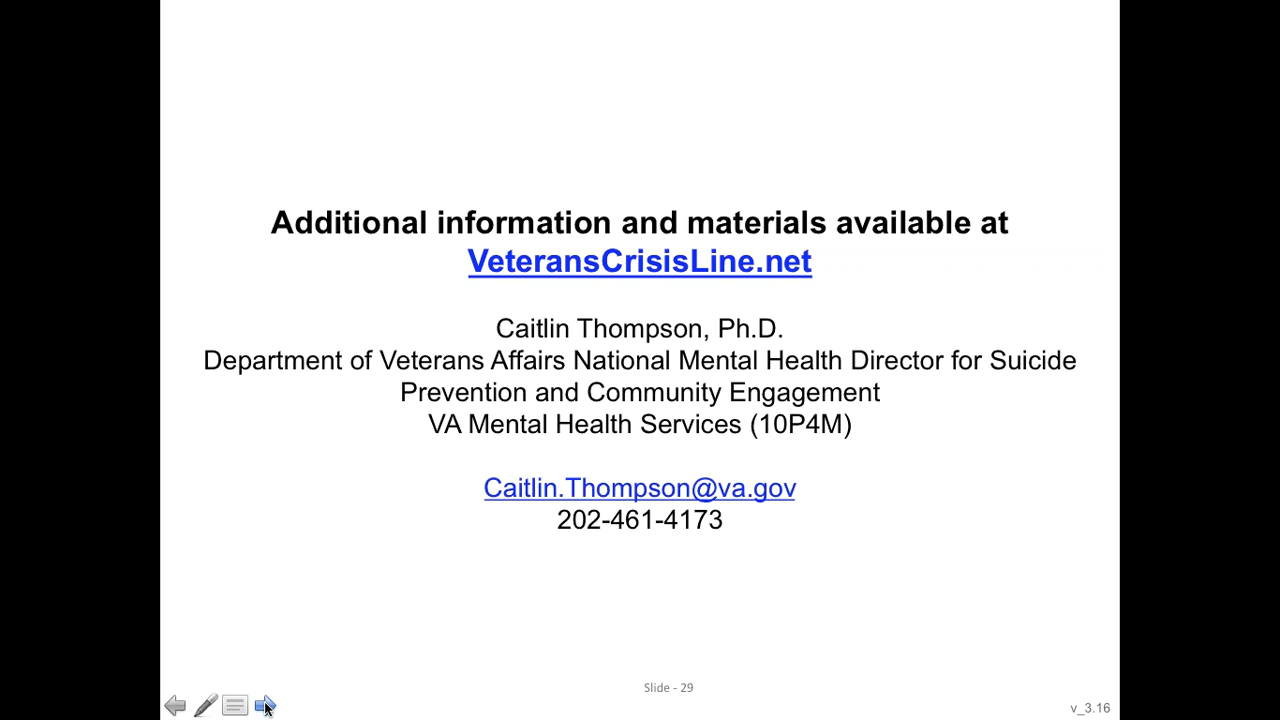 Additional information and materials available at
VeteransCrisisLine.net
Caitlin Thompson, Ph.D.
Department of Veterans Affairs National Mental Health Director for Suicide
Prevention and Community Engagement
VA Mental Health Services (10P4M)
Caitlin.Thompson@va.gov
202-461-4173
Slide - 29
v_3.16